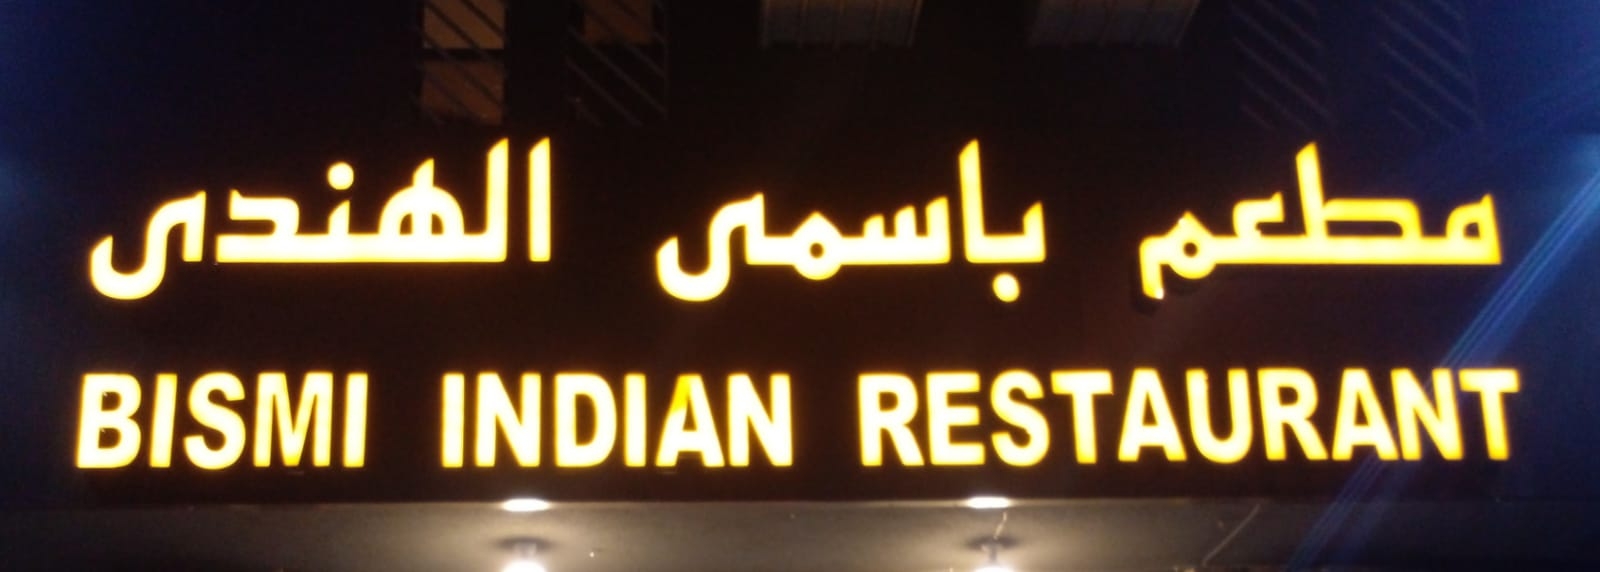 مطعم باسمى الهندى
BISMI INDIAN RESTAURANT